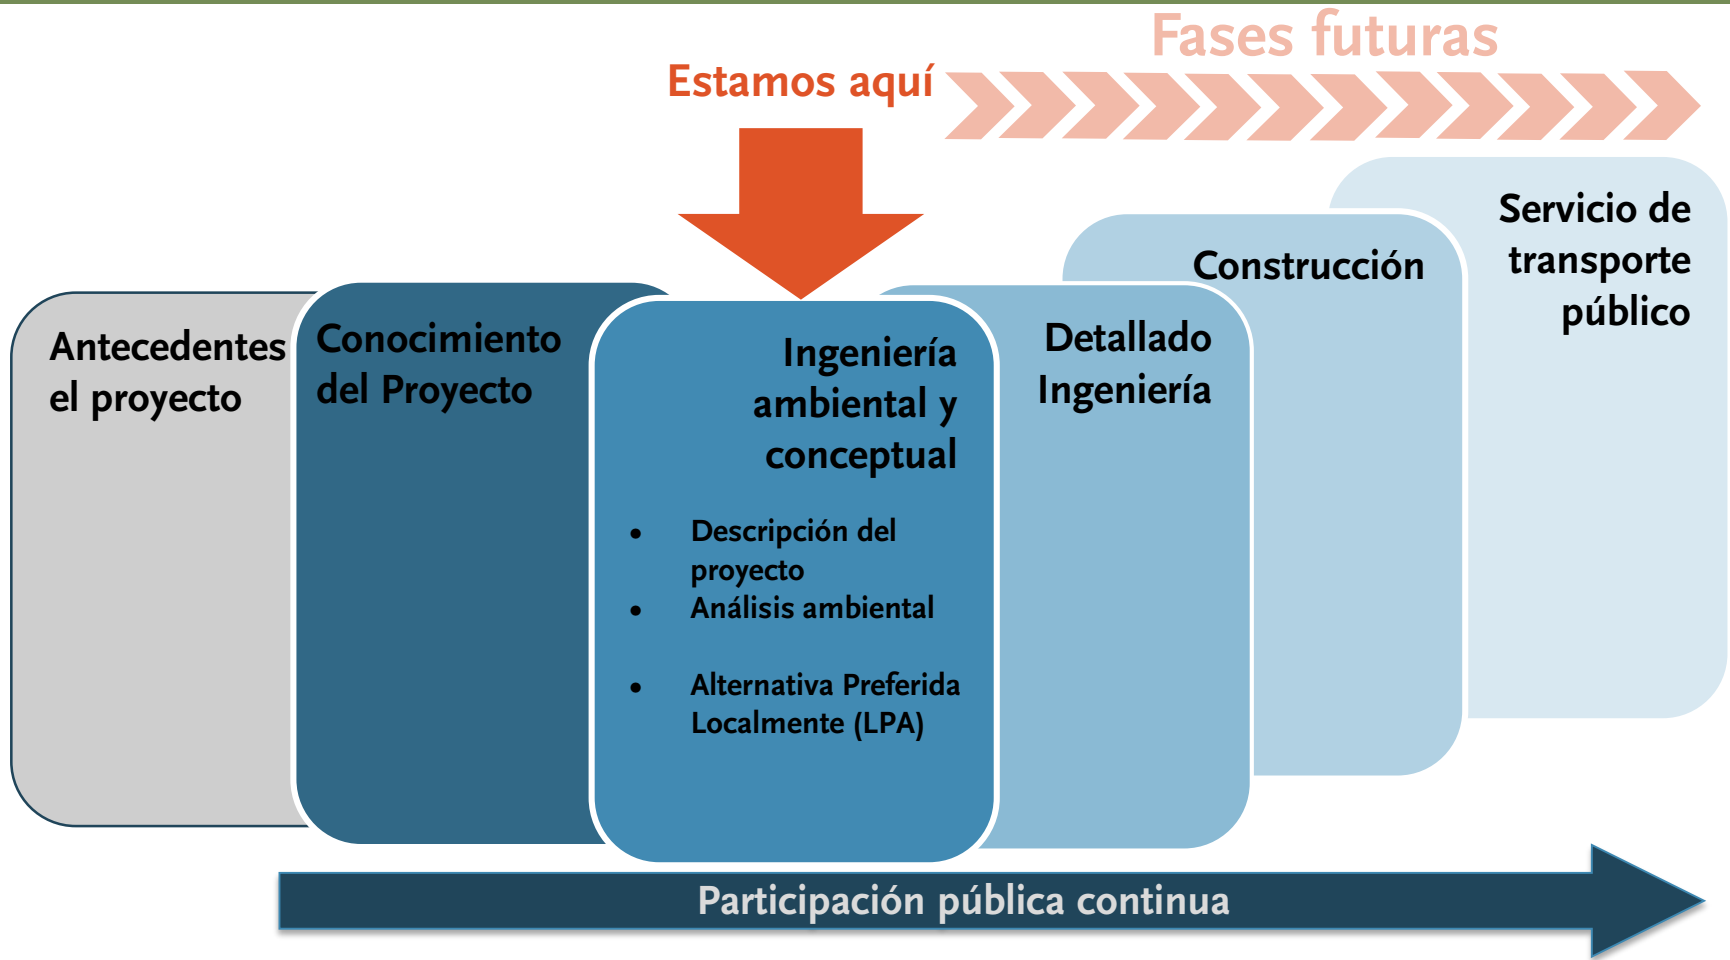 Fases futuras
Estamos aquí
Antecedentes
el proyecto
Conocimiento
del Proyecto
Ingeniería
ambiental y
conceptual
• Descripción del
proyecto
• Análisis ambiental
• Alternativa Preferida
Localmente (LPA)
Detallado
Ingeniería
Construcción
Servicio de
transporte
público
Participación pública continua